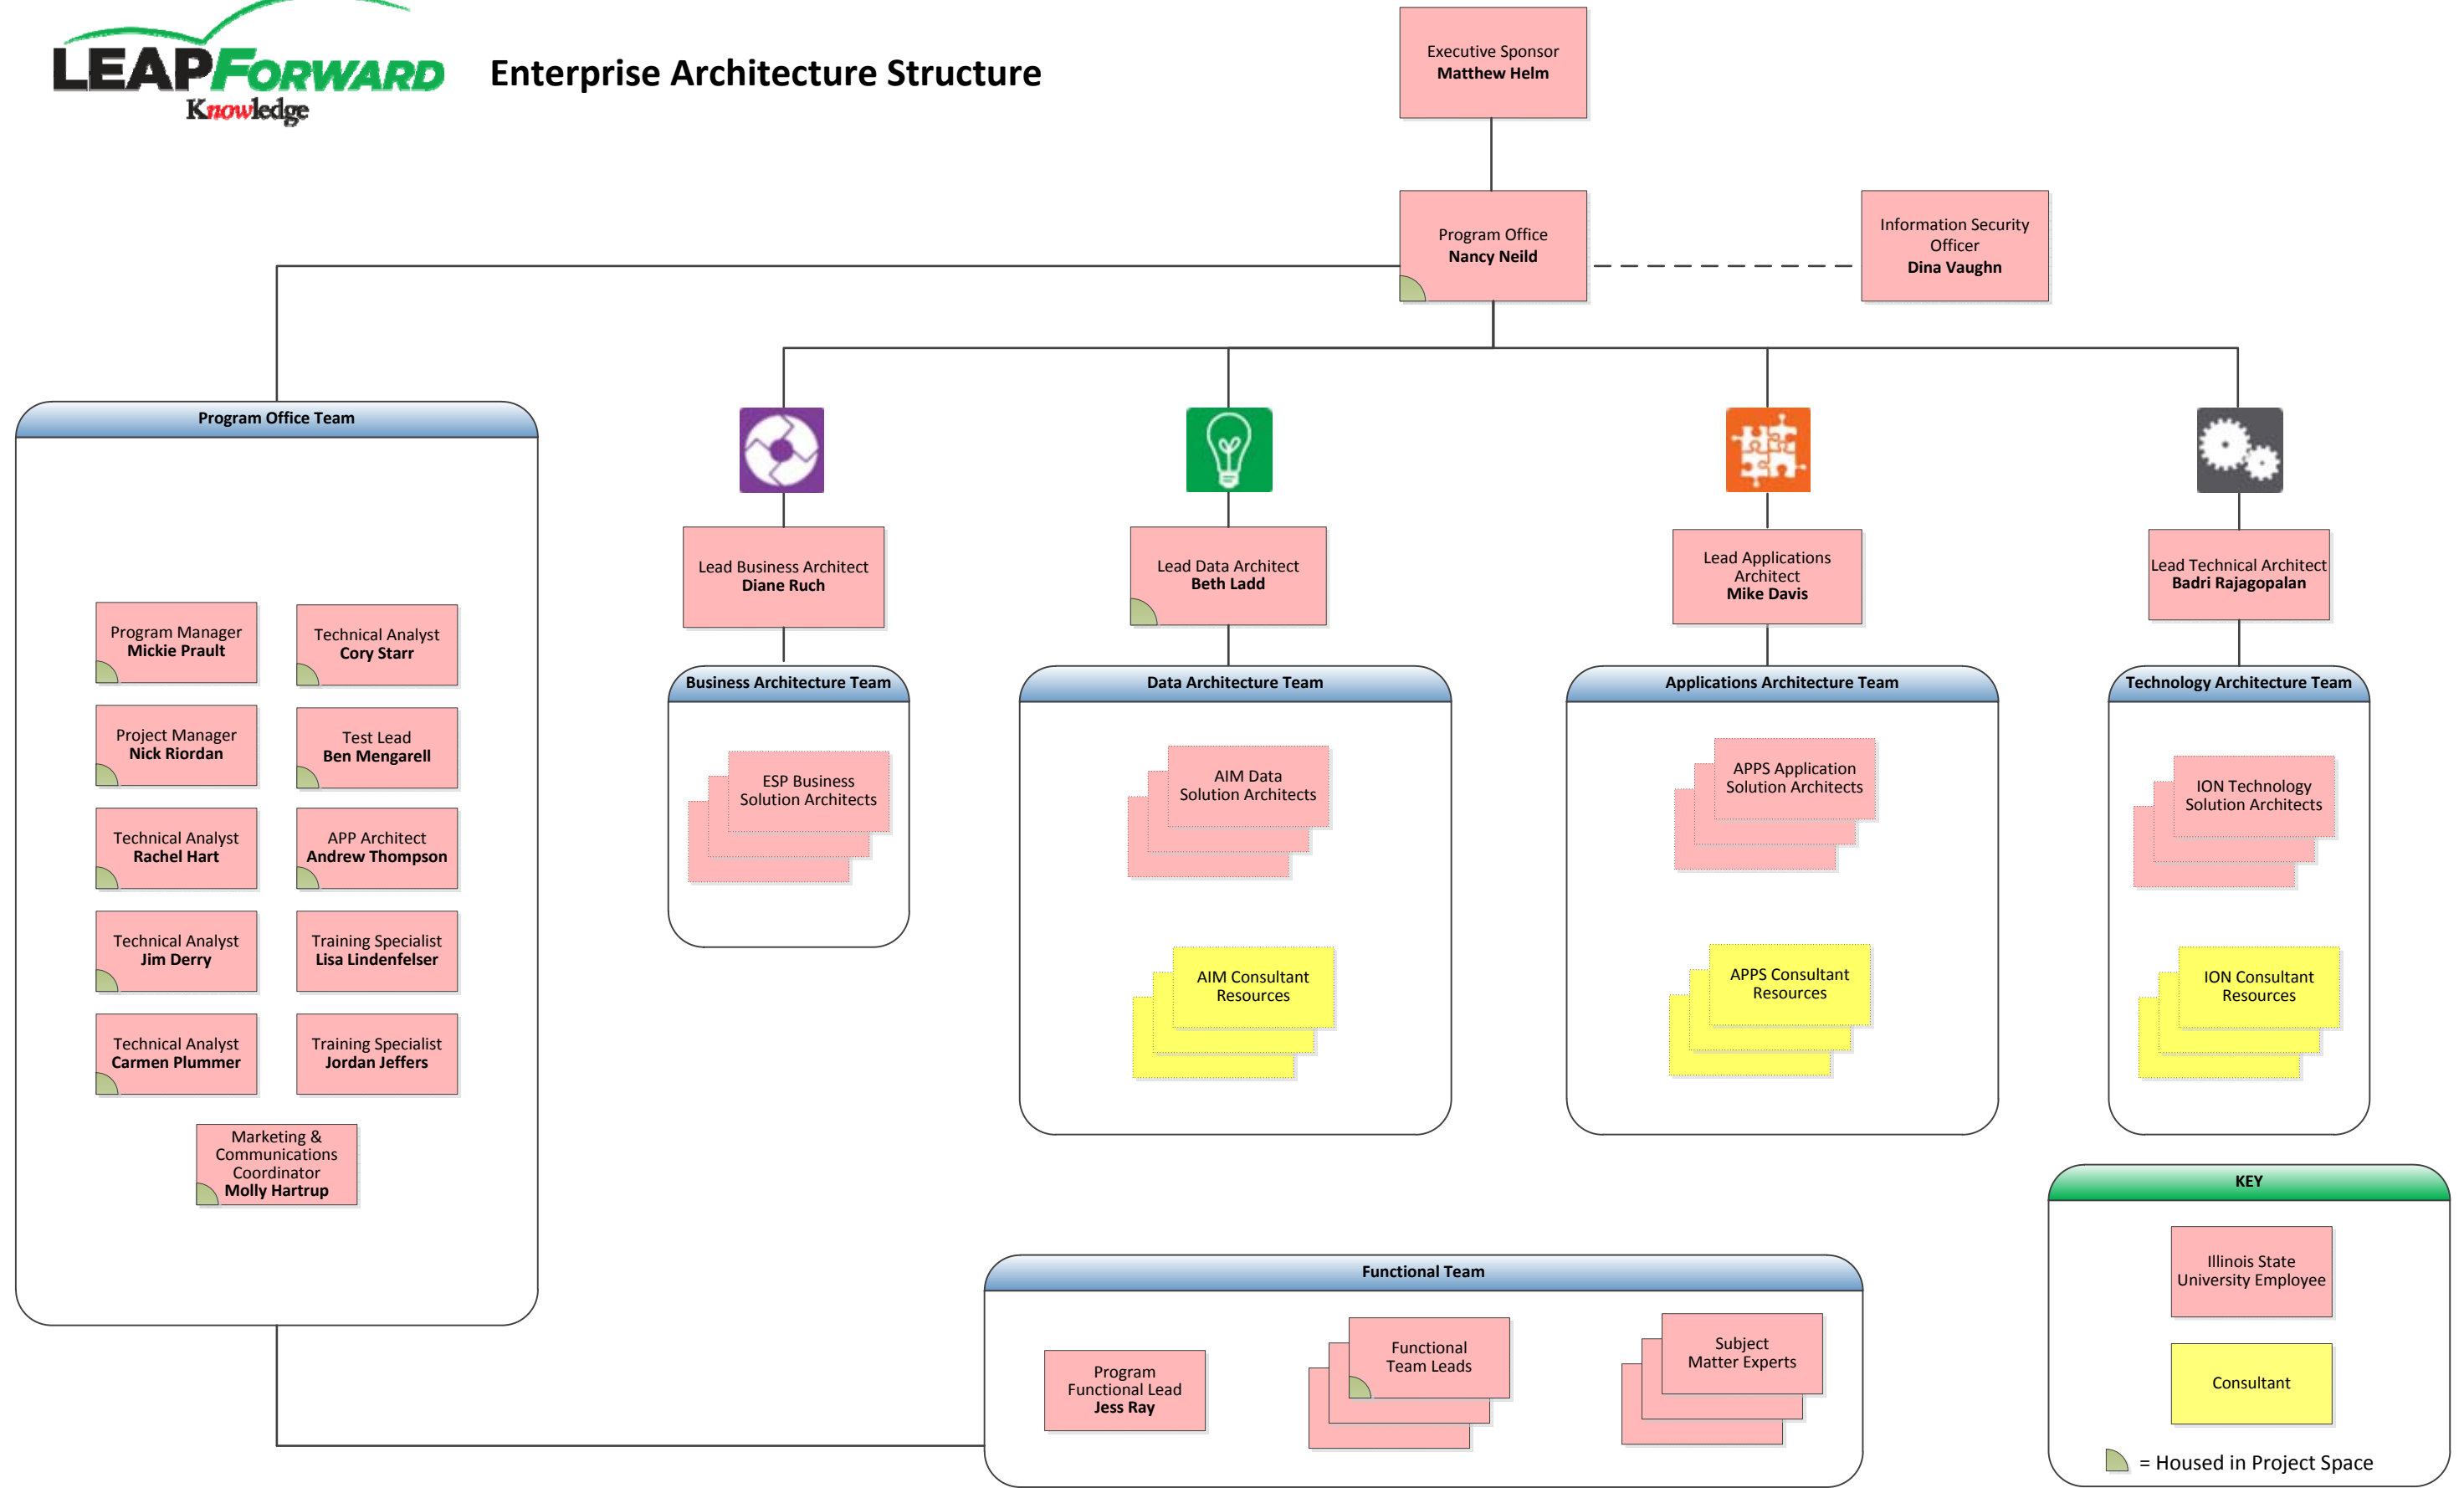 LEAPFORWARD
Knowledge
Enterprise Architecture Structure
Executive Sponsor
Matthew Helm
Program Office
Nancy Neild
Information Security
Officer
Dina Vaughn
Program Office Team
Program Manager
Mickie Prault
Technical Analyst
Cory Starr
Project Manager
Nick Riordan
Test Lead
Ben Mengarell
Technical Analyst
Rachel Hart
APP Architect
Andrew Thompson
Technical Analyst
Jim Derry
Training Specialist
Lisa Lindenfelser
Technical Analyst
Carmen Plummer
Training Specialist
Jordan Jeffers
Marketing &
Communications
Coordinator
Molly Hartrup
Lead Business Architect
Diane Ruch
Business Architecture Team
ESP Business
Solution Architects
Lead Data Architect
Beth Ladd
Data Architecture Team
AIM Data
Solution Architects
AIM Consultant
Resources
Lead Applications
Architect
Mike Davis
Applications Architecture Team
APPS Application
Solution Architects
APPS Consultant
Resources
Lead Technical Architect
Badri Rajagopalan
Technology Architecture Team
ION Technology
Solution Architects
ION Consultant
Resources
Functional Team
Program
Functional Lead
Jess Ray
Functional
Team Leads
Subject
Matter Experts
KEY
Illinois State
University Employee
Consultant
= Housed in Project Space